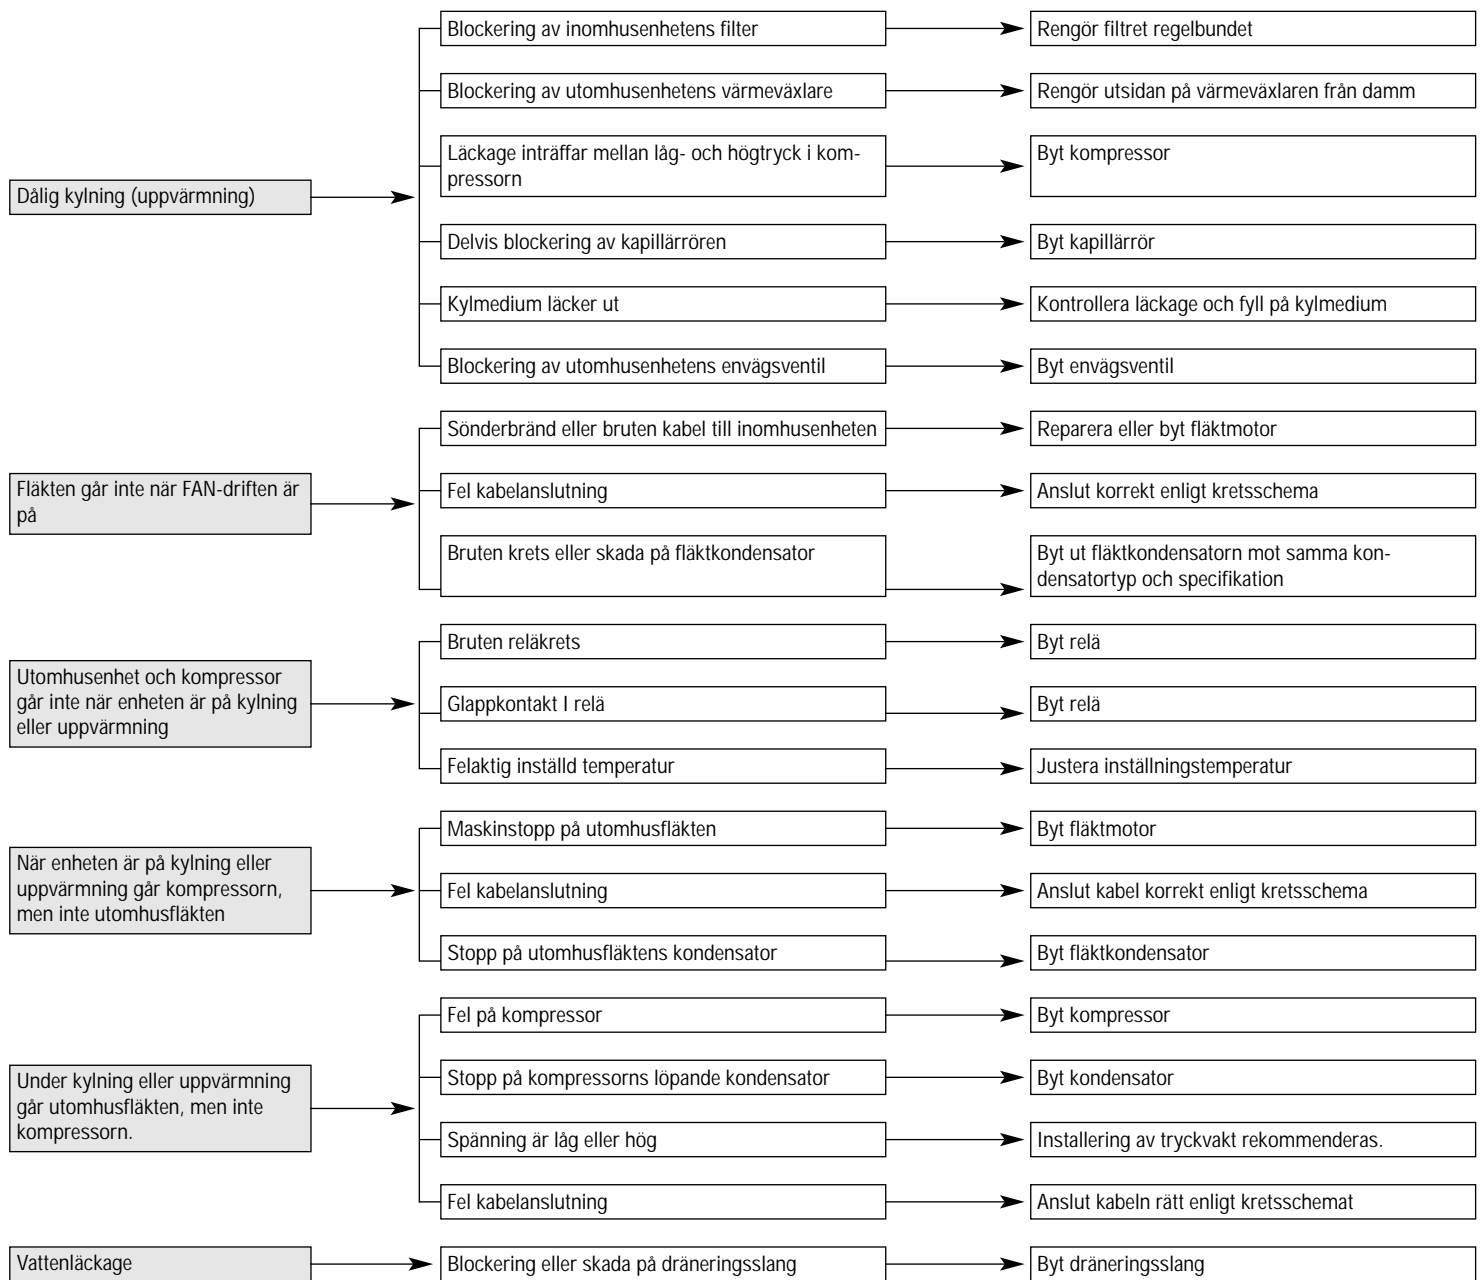 Blockering av inomhusenhetens filter
Rengör filtret regelbundet
Blockering av utomhusenhetens värmeväxlare
Rengör utsidan på värmeväxlaren från damm
Läckage inträffar mellan låg- och högtryck i kom-
pressorn
Byt kompressor
Dålig kylning (uppvärmning)
Delvis blockering av kapillärrören
Byt kapillärrör
Kylmedium läcker ut
Kontrollera läckage och fyll på kylmedium
Blockering av utomhusenhetens envägsventil
Byt envägsventil
Sönderbränd eller bruten kabel till inomhusenheten
Reparera eller byt fläktmotor
Fläkten går inte när FAN-driften är
på
Fel kabelanslutning
Anslut korrekt enligt kretsschema
Bruten krets eller skada på fläktkondensator
Byt ut fläktkondensatorn mot samma kon-
densatortyp och specifikation
Bruten reläkrets
Byt relä
Utomhusenhet och kompressor
går inte när enheten är på kylning
eller uppvärmning
Glappkontakt I relä
Byt relä
Felaktig inställd temperatur
Justera inställningstemperatur
Maskinstopp på utomhusfläkten
Byt fläktmotor
När enheten är på kylning eller
uppvärmning går kompressorn,
men inte utomhusfläkten
Fel kabelanslutning
Anslut kabel korrekt enligt kretsschema
Stopp på utomhusfläktens kondensator
Byt fläktkondensator
Fel på kompressor
Byt kompressor
Under kylning eller uppvärmning
går utomhusfläkten, men inte
kompressorn.
Stopp på kompressorns löpande kondensator
Byt kondensator
Spänning är låg eller hög
Installering av tryckvakt rekommenderas.
Fel kabelanslutning
Anslut kabeln rätt enligt kretsschemat
Vattenläckage
Blockering eller skada på dräneringsslang
Byt dräneringsslang